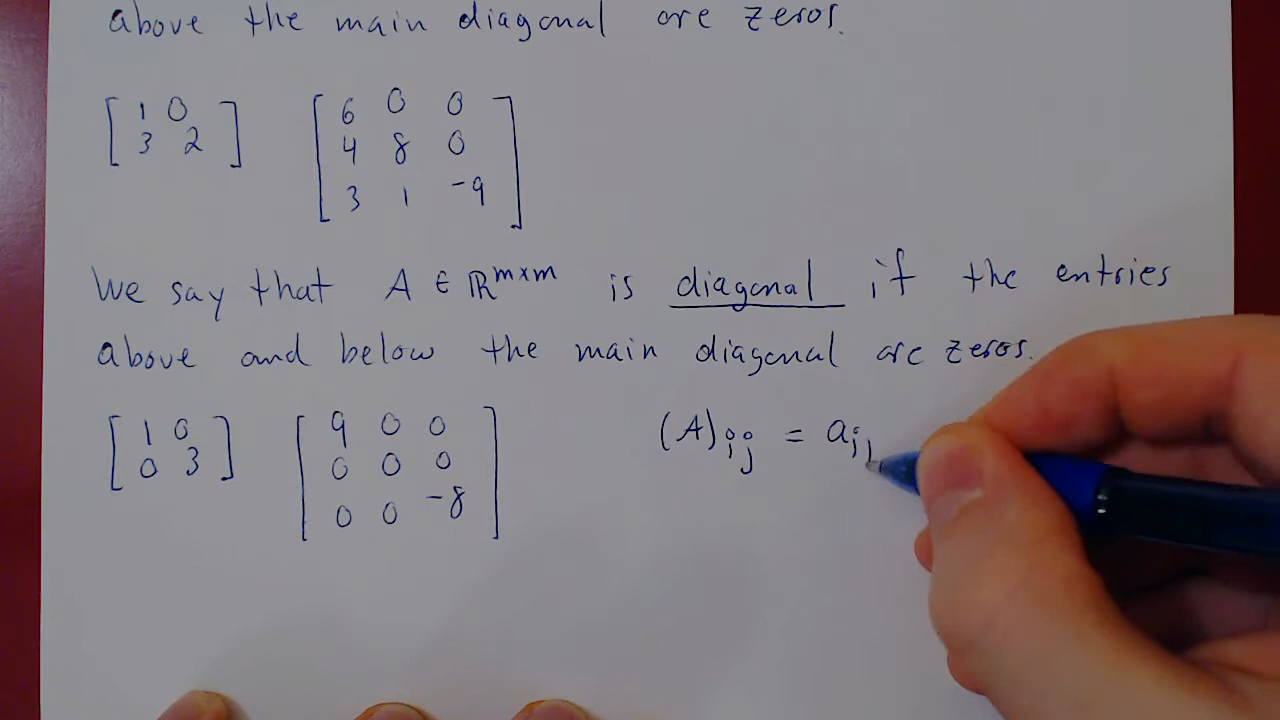 above the main diagonal are zeros.
[ 1 0 [ 6 0 0
3 2 ] 4 8 0
3 1 -9 ]
We say that A ∈ ℝ^{m×m} is diagonal if the entries
above and below the main diagonal are zeros.
[ 1 0 [ 9 0 0 (A)_{ij} = a_{ij}
0 3 ] 0 0 0
0 0 -8 ]